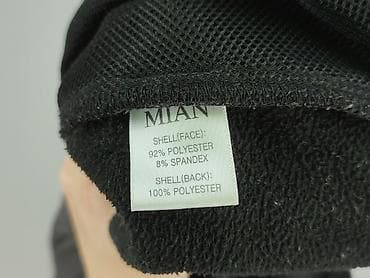 MIAN
SHELL(FACE):
92% POLYESTER
8% SPANDEX
SHELL(BACK):
100% POLYESTER